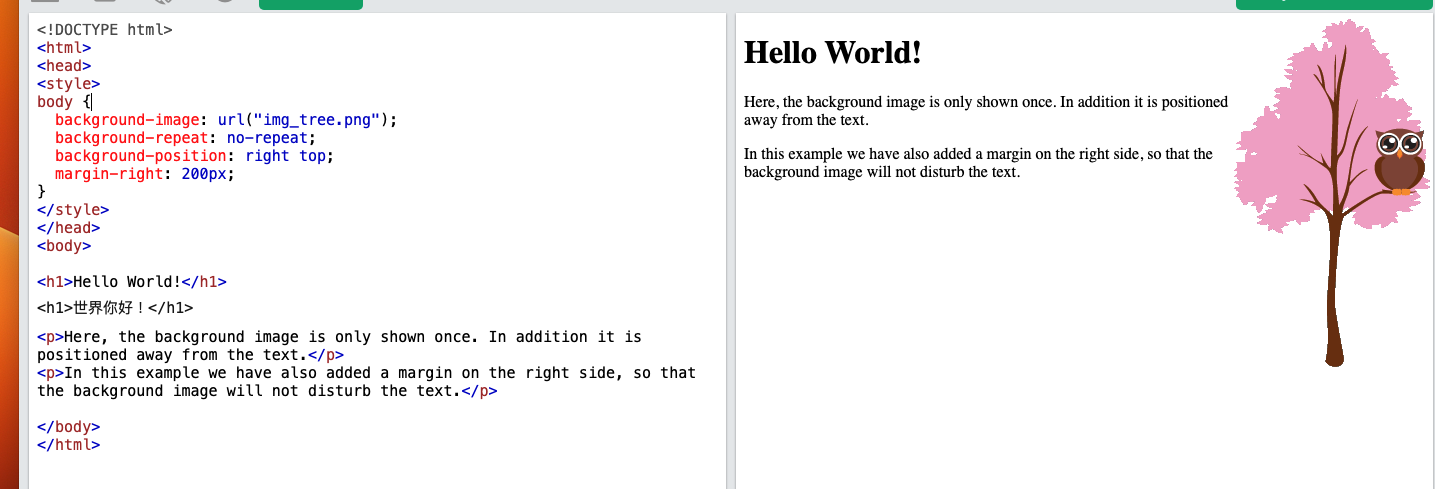 <!DOCTYPE html>
<html>
<head>
<style>
body {
  background-image: url("img_tree.png");
  background-repeat: no-repeat;
  background-position: right top;
  margin-right: 200px;
}
</style>
</head>
<body>
<h1>Hello World!</h1>
<h1>世界你好！</h1>
<p>Here, the background image is only shown once. In addition it is
positioned away from the text.</p>
<p>In this example we have also added a margin on the right side, so that
the background image will not disturb the text.</p>
</body>
</html>
Hello World!
Here, the background image is only shown once. In addition it is positioned
away from the text.
In this example we have also added a margin on the right side, so that the
background image will not disturb the text.